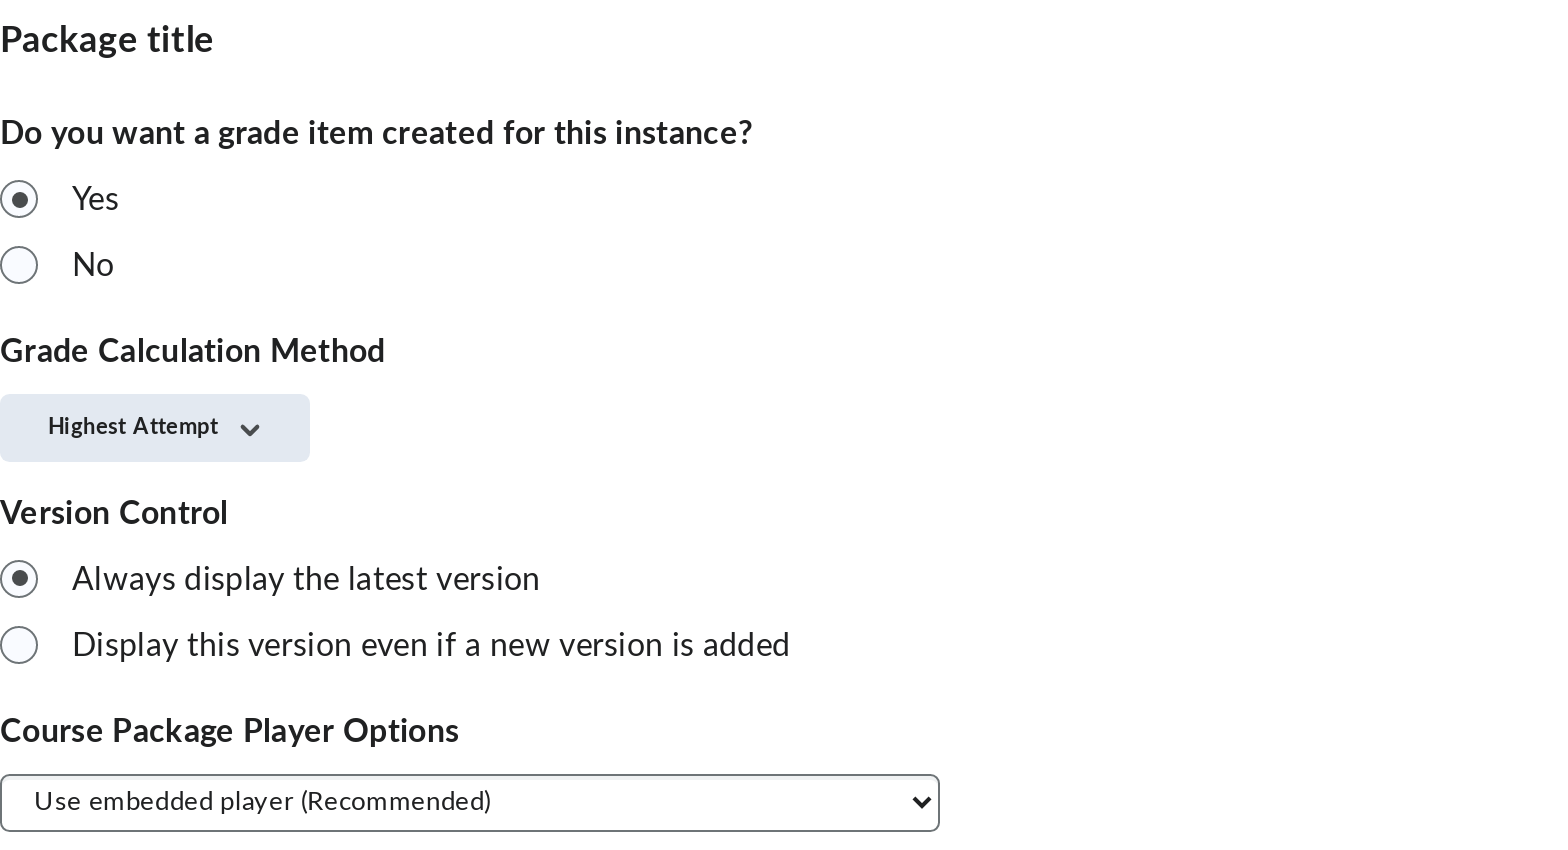 Package title
Do you want a grade item created for this instance?
Yes
No
Grade Calculation Method
Highest Attempt
Version Control
Always display the latest version
Display this version even if a new version is added
Course Package Player Options
Use embedded player (Recommended)